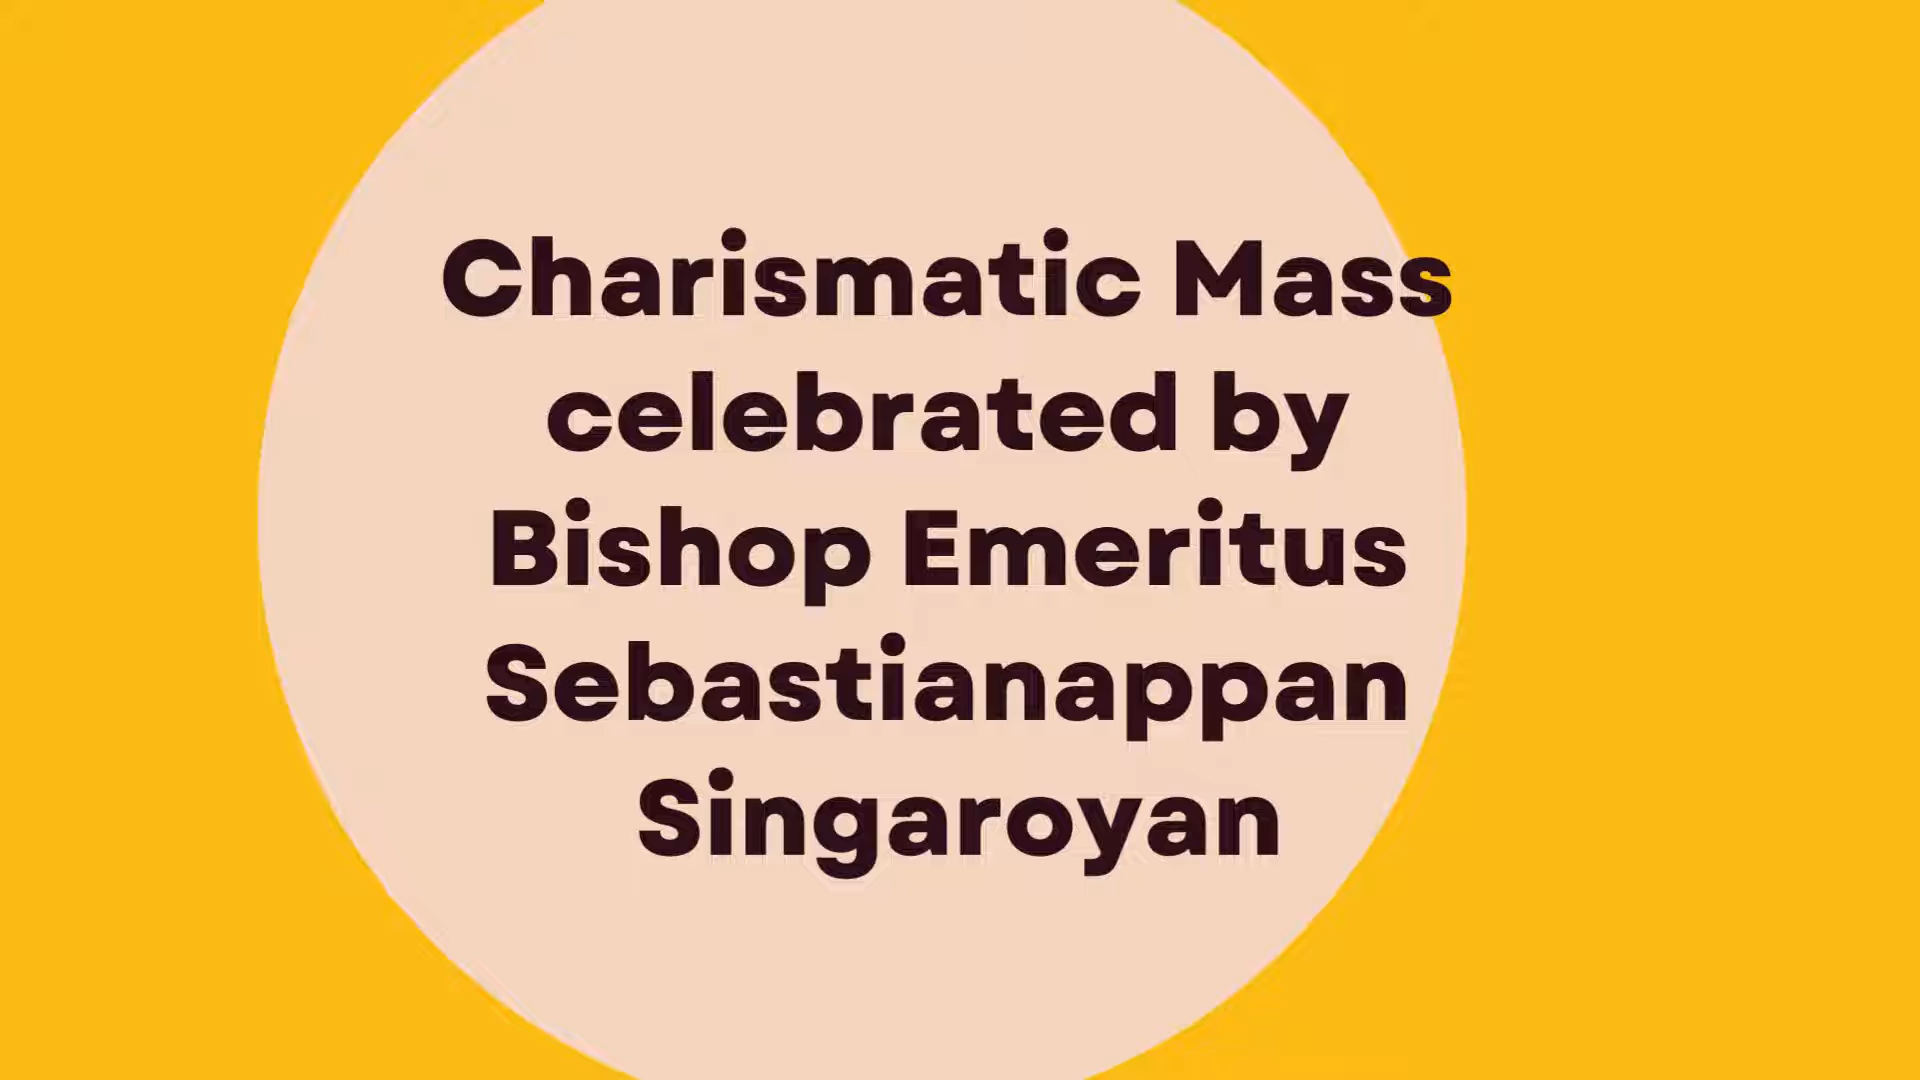 Charismatic Mass
celebrated by
Bishop Emeritus
Sebastianappan
Singaroyan